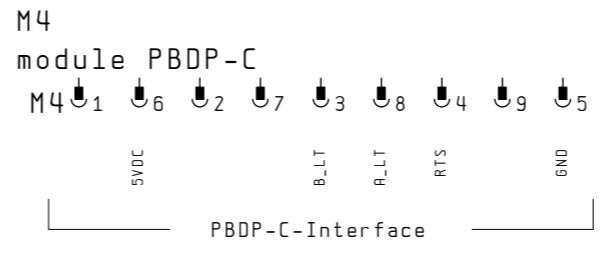 M4
module PBDP-C
M4 1 6 2 7 3 8 4 9 5
5VDC B_LT A_LT RTS GND
PBDP-C-Interface